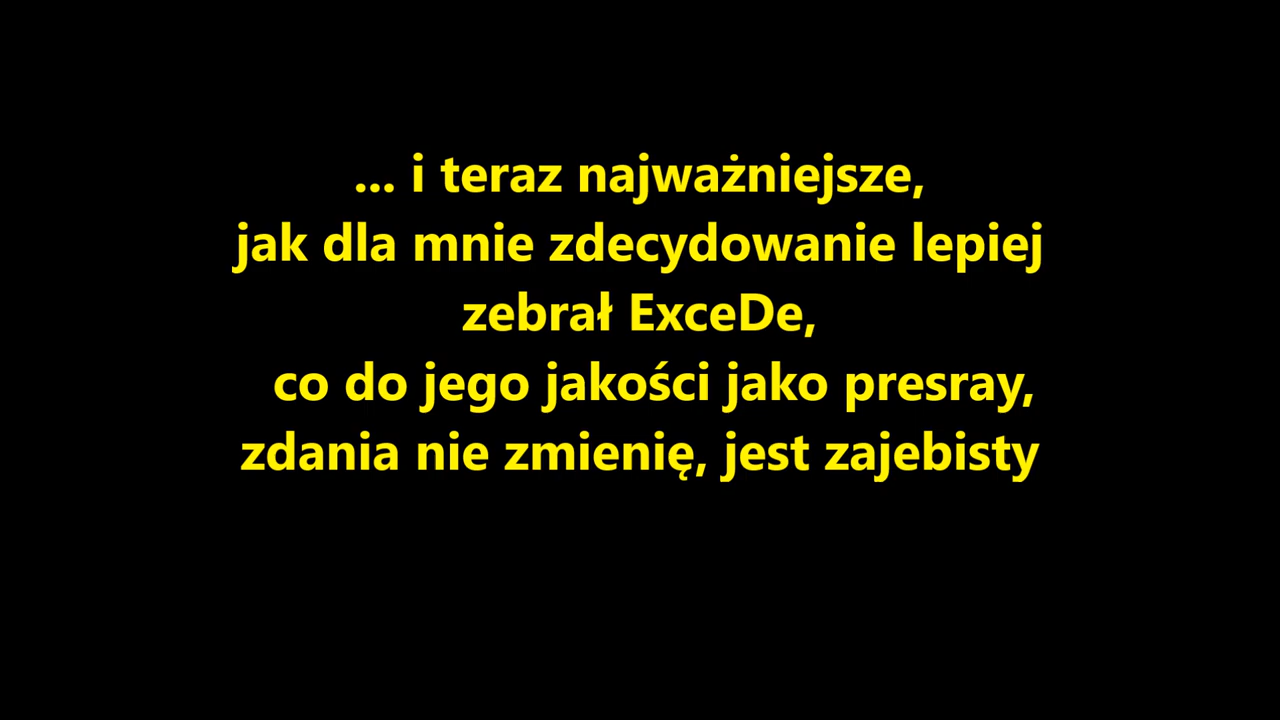 ... i teraz najważniejsze,
jak dla mnie zdecydowanie lepiej
zebrał ExceDe,
co do jego jakości jako presray,
zdania nie zmienię, jest zajebisty